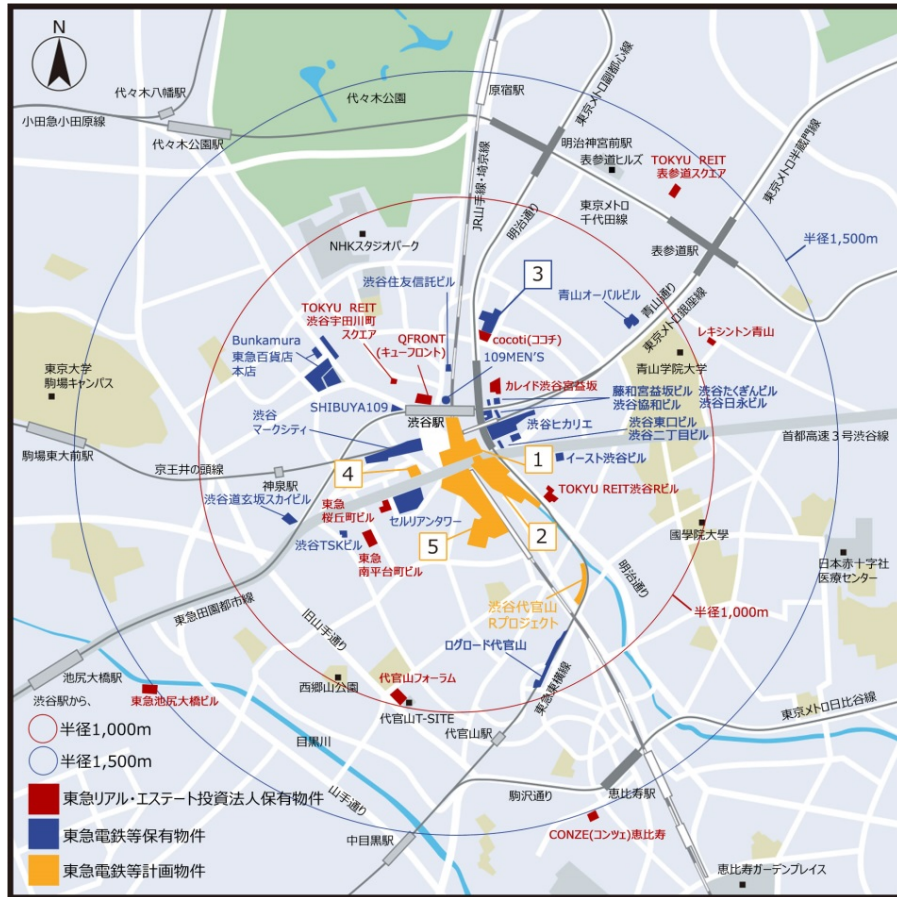 N
代々木八幡駅
小田急小田原線
代々木公園駅
代々木公園
原宿駅
東京メトロ副都心線
明治神宮前駅
表参道ヒルズ
TOKYU REIT
表参道スクエア
東京メトロ半蔵門線
JR山手線・埼京線
明治通り
東京メトロ
千代田線
表参道駅
半径1,500m
NHKスタジオパーク
渋谷住友信託ビル
3
青山オーバルビル
青山通り
東京メトロ銀座線
TOKYU REIT
渋谷宇田川町
スクエア
Bunkamura
東急百貨店
本店
QFRONT
(キューフロント)
cocoti(ココチ)
109MEN'S
レキシントン青山
青山学院大学
東京大学
駒場キャンパス
カレイド渋谷宮益坂
SHIBUYA109
渋谷駅
藤和宮益坂ビル
渋谷協和ビル
渋谷たくぎんビル
渋谷日永ビル
渋谷
マークシティ
渋谷ヒカリエ
渋谷東口ビル
渋谷二丁目ビル
首都高速3号渋谷線
駒場東大前駅
京王井の頭線
神泉駅
4
1
イースト渋谷ビル
渋谷道玄坂スカイビル
東急
桜丘町ビル
セルリアンタワー
TOKYU REIT渋谷Rビル
渋谷TSKビル
東急
南平台町ビル
5
2
國學院大學
日本赤十字社
医療センター
明治通り
東急田園都市線
旧山手通り
渋谷代官山
Rプロジェクト
半径1,000m
ログロード代官山
池尻大橋駅
東急池尻大橋ビル
西郷山公園
代官山フォーラム
代官山T-SITE
東急東横線
代官山駅
東京メトロ日比谷線
渋谷駅から、
半径1,000m
半径1,500m
目黒川
山手通り
駒沢通り
恵比寿駅
東急リアル・エステート投資法人保有物件
東急電鉄等保有物件
東急電鉄等計画物件
中目黒駅
CONZE(コンツェ)恵比寿
恵比寿ガーデンプレイス